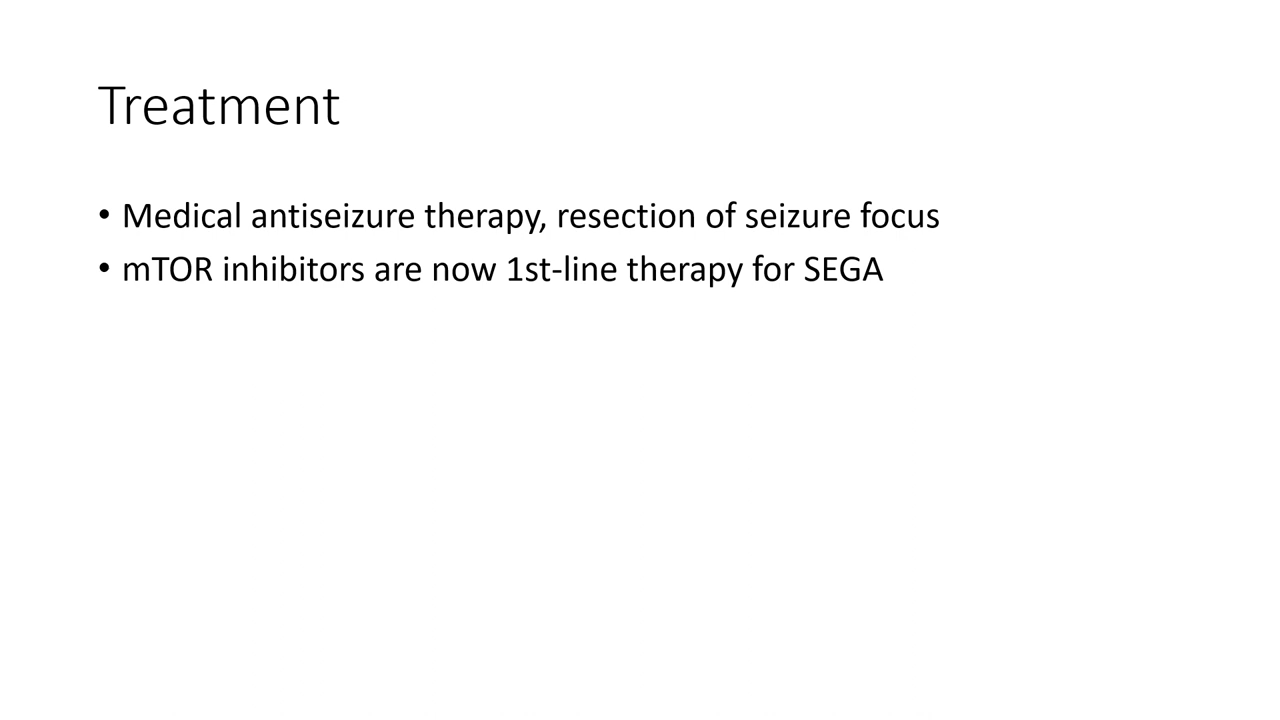 Treatment
• Medical antiseizure therapy, resection of seizure focus
• mTOR inhibitors are now 1st-line therapy for SEGA